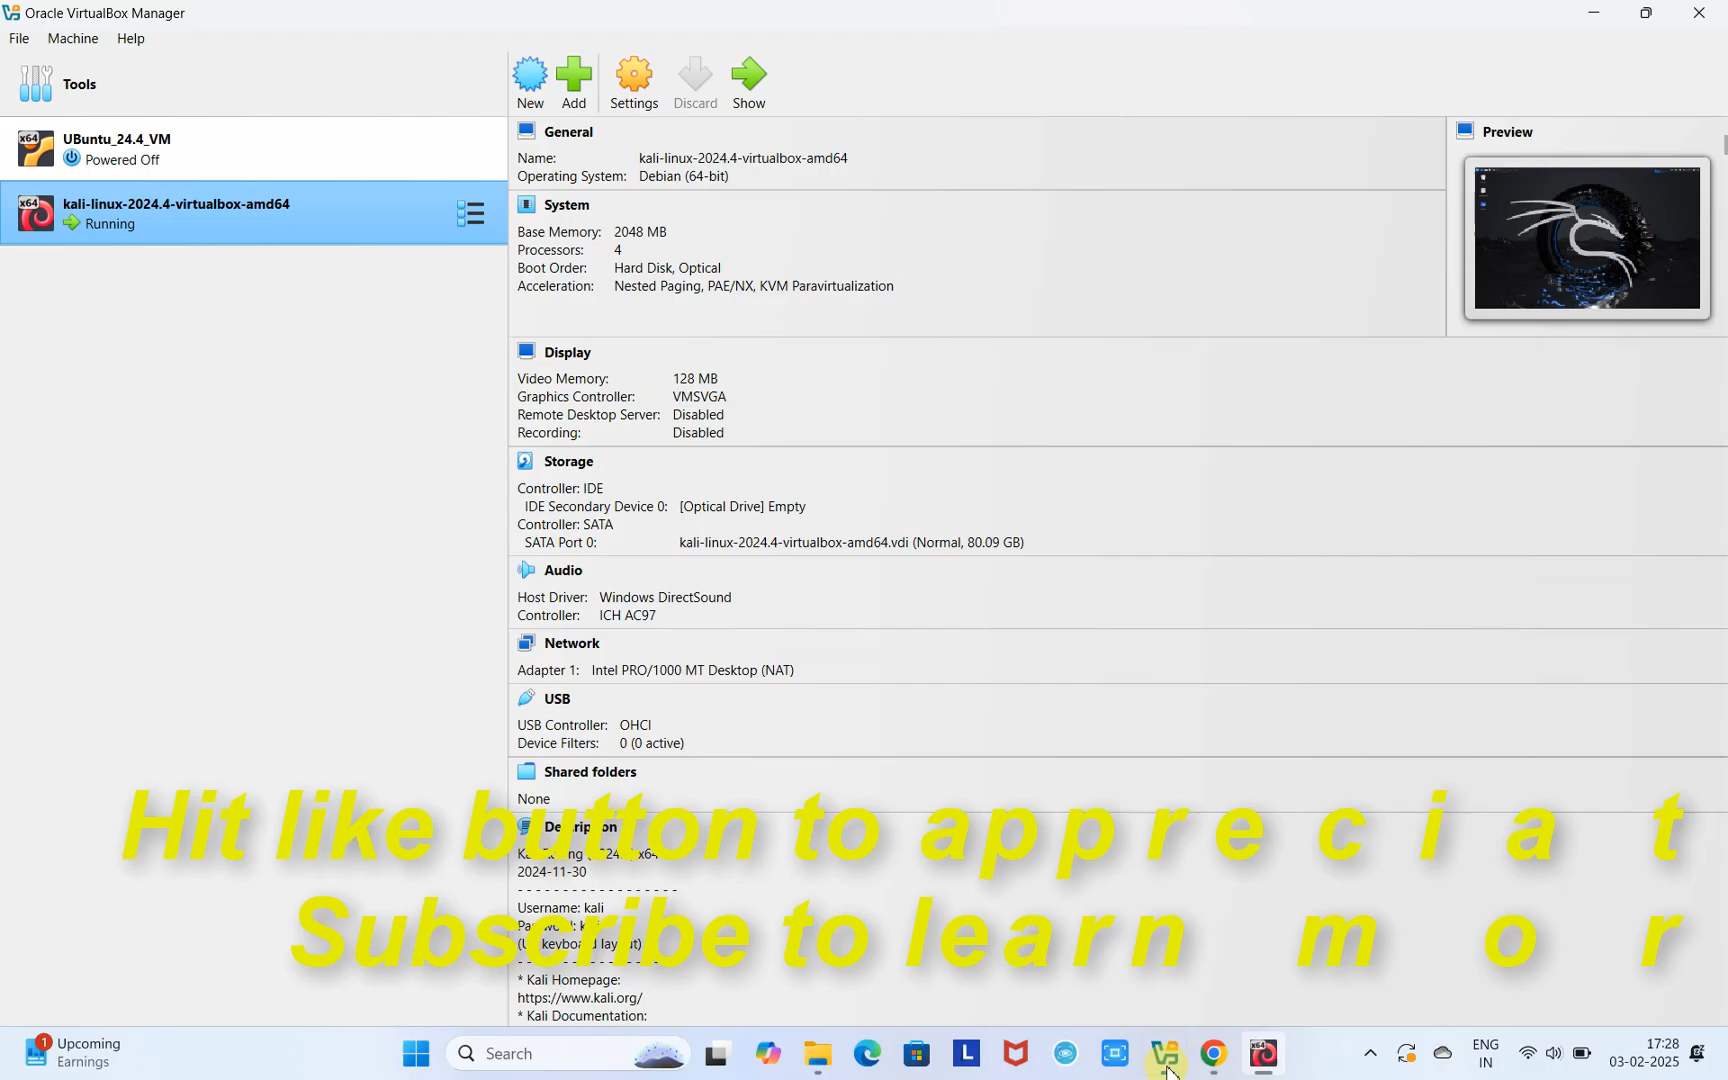 Oracle VirtualBox Manager
File Machine Help
Tools
New Add Settings Discard Show
UBuntu_24.4_VM
Powered Off
kali-linux-2024.4-virtualbox-amd64
Running
General
Name: kali-linux-2024.4-virtualbox-amd64
Operating System: Debian (64-bit)
Preview
System
Base Memory: 2048 MB
Processors: 4
Boot Order: Hard Disk, Optical
Acceleration: Nested Paging, PAE/NX, KVM Paravirtualization
Display
Video Memory: 128 MB
Graphics Controller: VMSVGA
Remote Desktop Server: Disabled
Recording: Disabled
Storage
Controller: IDE
IDE Secondary Device 0: [Optical Drive] Empty
Controller: SATA
SATA Port 0: kali-linux-2024.4-virtualbox-amd64.vdi (Normal, 80.09 GB)
Audio
Host Driver: Windows DirectSound
Controller: ICH AC97
Network
Adapter 1: Intel PRO/1000 MT Desktop (NAT)
USB
USB Controller: OHCI
Device Filters: 0 (0 active)
Shared folders
None
Hit like button to appreciat
Description
2024-11-30
- - - - - - - - - - - - - - - - - -
Username: kali
Subscribe to learn mor
keyboard layout)
* Kali Homepage:
https://www.kali.org/
* Kali Documentation:
1
Upcoming
Earnings
Search
ENG
IN
17:28
03-02-2025